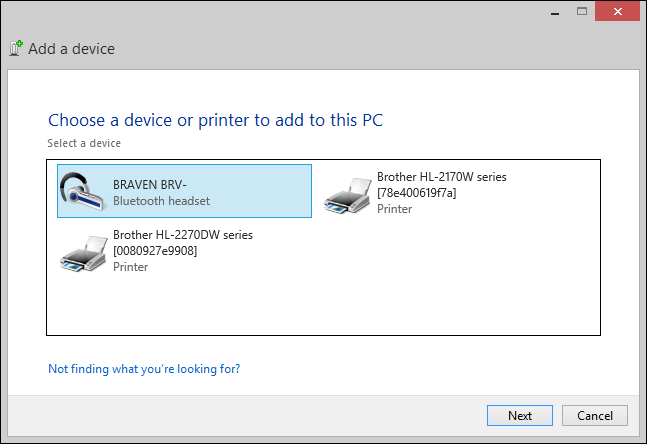 Add a device
Choose a device or printer to add to this PC
Select a device
BRAVEN BRV-
Bluetooth headset
Brother HL-2170W series
[78e400619f7a]
Printer
Brother HL-2270DW series
[0080927e9908]
Printer
Not finding what you're looking for?
Next
Cancel